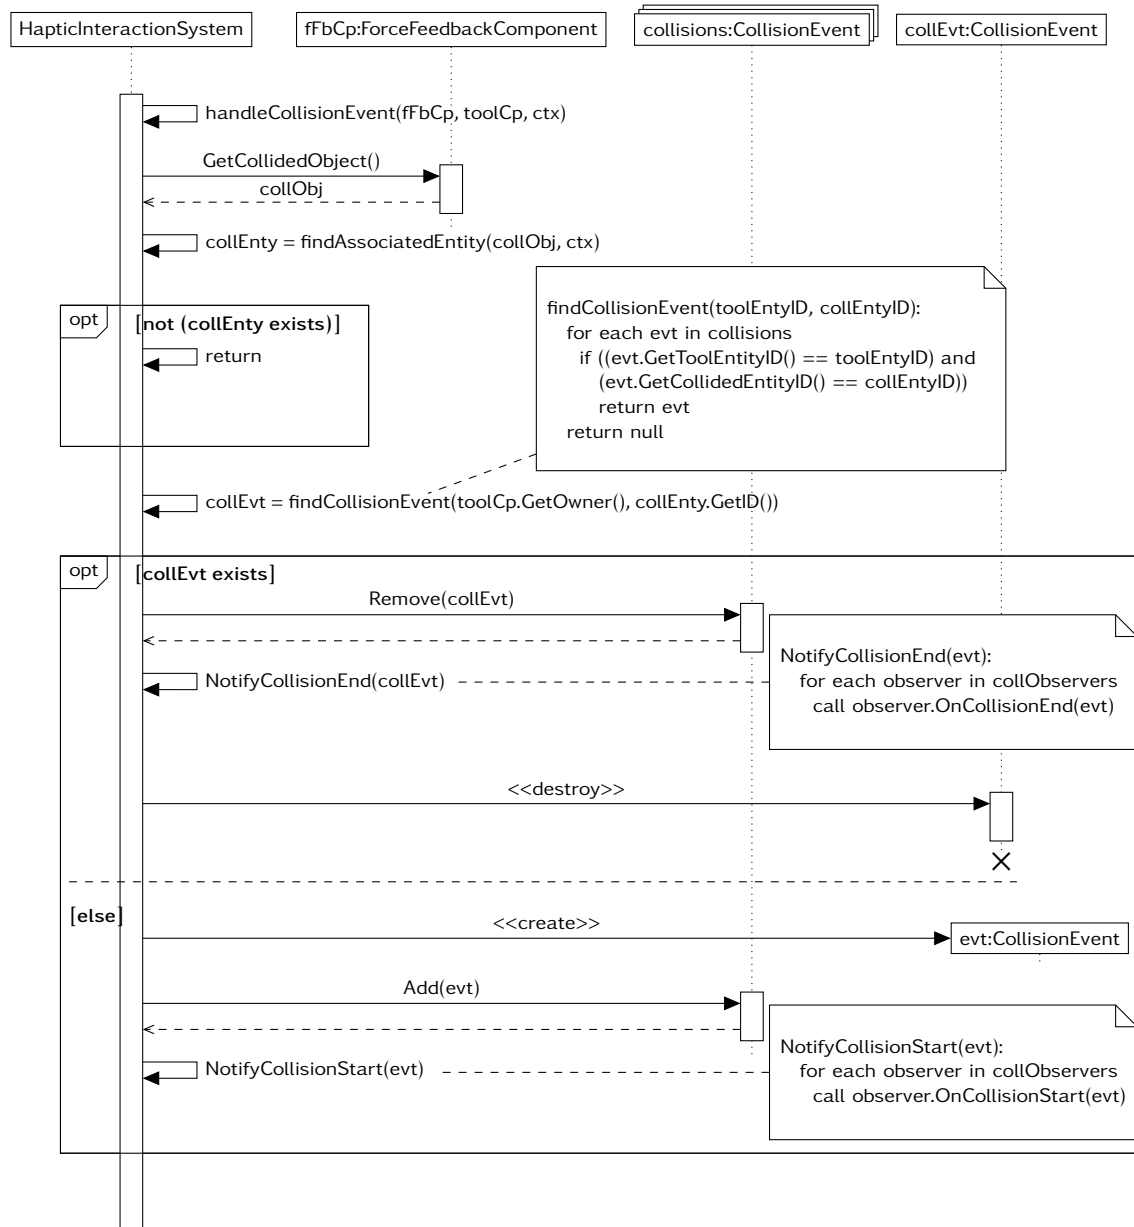 HapticInteractionSystem
fFbCp:ForceFeedbackComponent
collisions:CollisionEvent
collEvt:CollisionEvent
handleCollisionEvent(fFbCp, toolCp, ctx)
GetCollidedObject()
collObj
collEnty = findAssociatedEntity(collObj, ctx)
opt
[not (collEnty exists)]
return
findCollisionEvent(toolEntyID, collEntyID):
for each evt in collisions
if ((evt.GetToolEntityID() == toolEntyID) and
(evt.GetCollidedEntityID() == collEntyID))
return evt
return null
collEvt = findCollisionEvent(toolCp.GetOwner(), collEnty.GetID())
opt
[collEvt exists]
Remove(collEvt)
NotifyCollisionEnd(collEvt)
NotifyCollisionEnd(evt):
for each observer in collObservers
call observer.OnCollisionEnd(evt)
<<destroy>>
[else]
<<create>>
evt:CollisionEvent
Add(evt)
NotifyCollisionStart(evt)
NotifyCollisionStart(evt):
for each observer in collObservers
call observer.OnCollisionStart(evt)